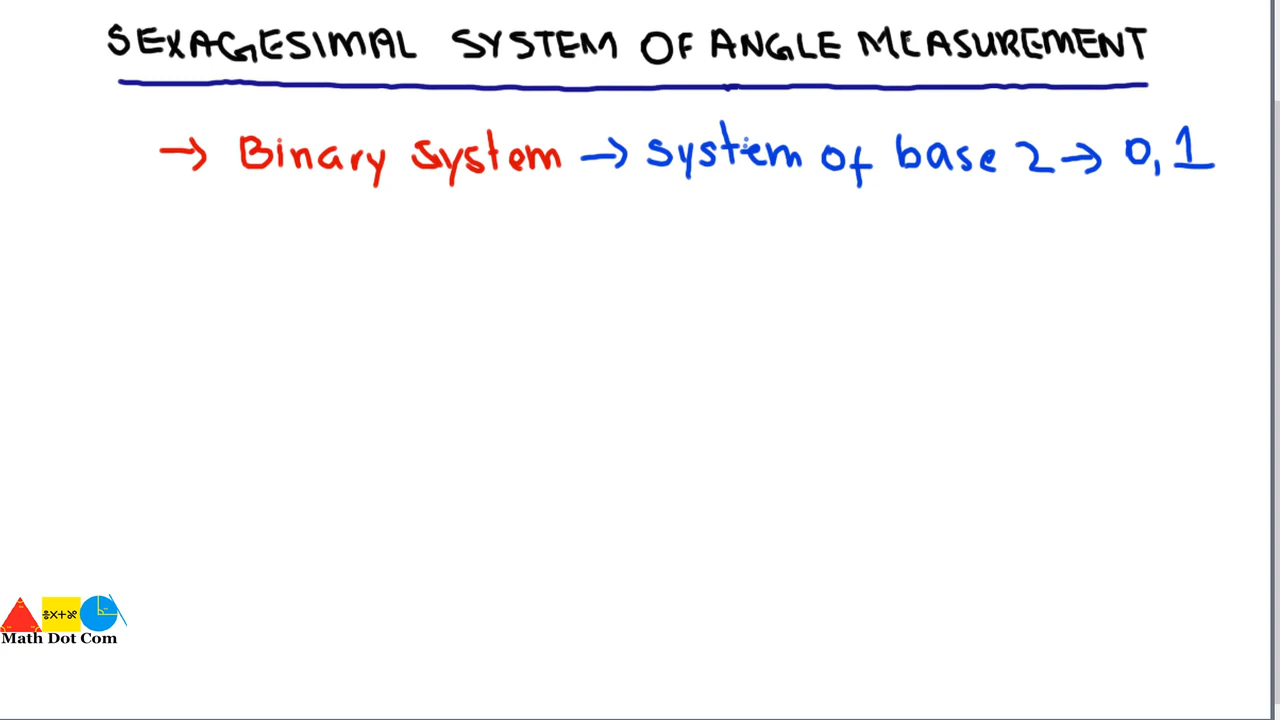 SEXAGESIMAL SYSTEM OF ANGLE MEASUREMENT
→ Binary system → system of base 2 → 0, 1
÷x+
Math Dot Com